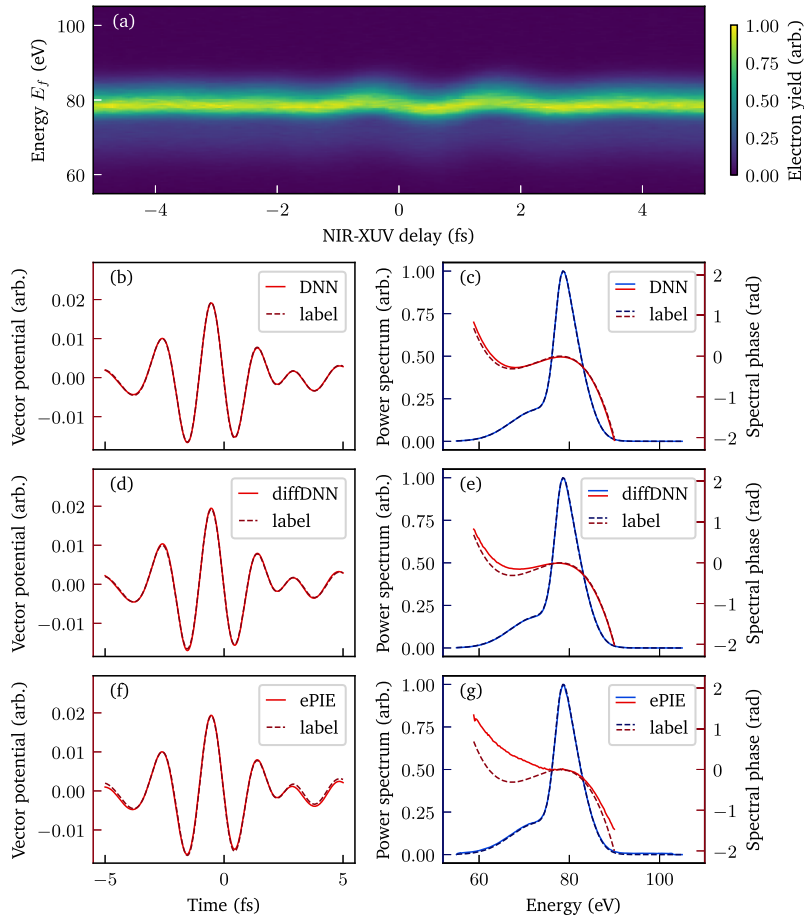 (a)
100
80
60
Energy E_f (eV)
−4
−2
0
2
4
NIR-XUV delay (fs)
1.00
0.75
0.50
0.25
0.00
Electron yield (arb.)
(b)
DNN
label
0.02
0.01
0.00
−0.01
Vector potential (arb.)
(c)
DNN
label
1.00
0.75
0.50
0.25
0.00
Power spectrum (arb.)
2
1
0
−1
−2
Spectral phase (rad)
(d)
diffDNN
label
0.02
0.01
0.00
−0.01
Vector potential (arb.)
(e)
diffDNN
label
1.00
0.75
0.50
0.25
0.00
Power spectrum (arb.)
2
1
0
−1
−2
Spectral phase (rad)
(f)
ePIE
label
0.02
0.01
0.00
−0.01
Vector potential (arb.)
−5
0
5
Time (fs)
(g)
ePIE
label
1.00
0.75
0.50
0.25
0.00
Power spectrum (arb.)
2
1
0
−1
−2
Spectral phase (rad)
60
80
100
Energy (eV)